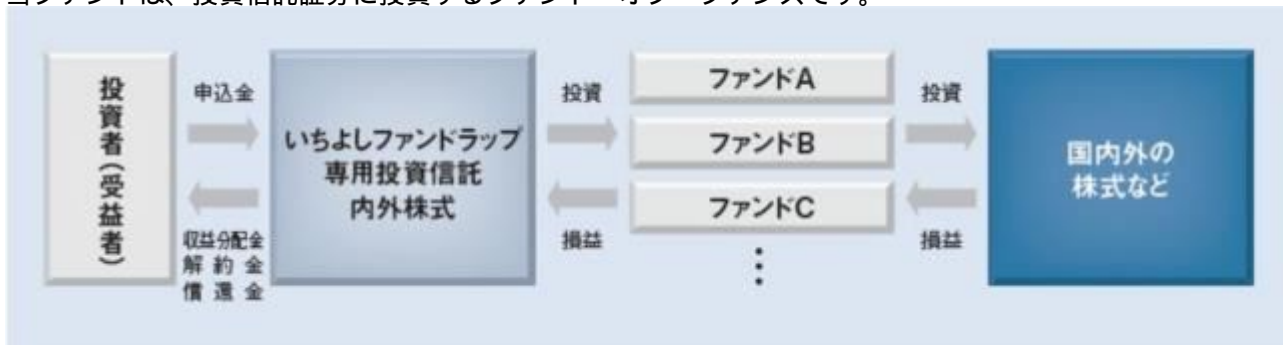 当ファンドは、投資信託証券に投資するファンド・オブ・ファンズです。
投資者(受益者)
申込金
収益分配金
解約金
償還金
いちよしファンドラップ
専用投資信託
内外株式
投資
損益
ファンドA
ファンドB
ファンドC
⋮
投資
損益
国内外の
株式など